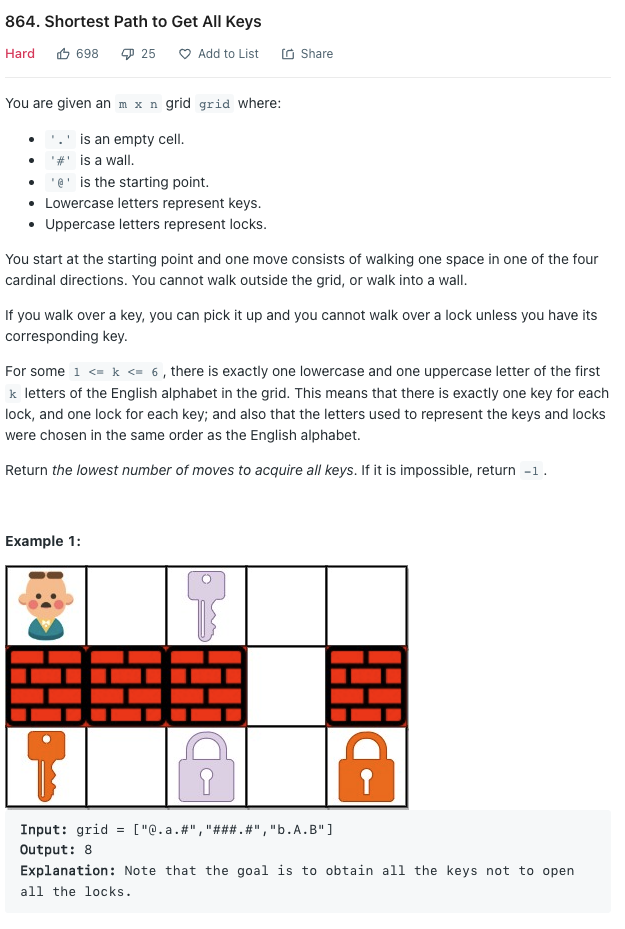 864. Shortest Path to Get All Keys
Hard 698 25 Add to List Share
You are given an m x n grid grid where:
• '.' is an empty cell.
• '#' is a wall.
• '@' is the starting point.
• Lowercase letters represent keys.
• Uppercase letters represent locks.
You start at the starting point and one move consists of walking one space in one of the four
cardinal directions. You cannot walk outside the grid, or walk into a wall.
If you walk over a key, you can pick it up and you cannot walk over a lock unless you have its
corresponding key.
For some 1 <= k <= 6, there is exactly one lowercase and one uppercase letter of the first
k letters of the English alphabet in the grid. This means that there is exactly one key for each
lock, and one lock for each key; and also that the letters used to represent the keys and locks
were chosen in the same order as the English alphabet.
Return the lowest number of moves to acquire all keys. If it is impossible, return -1.
Example 1:
Input: grid = ["@.a.#","###.#","b.A.B"]
Output: 8
Explanation: Note that the goal is to obtain all the keys not to open
all the locks.